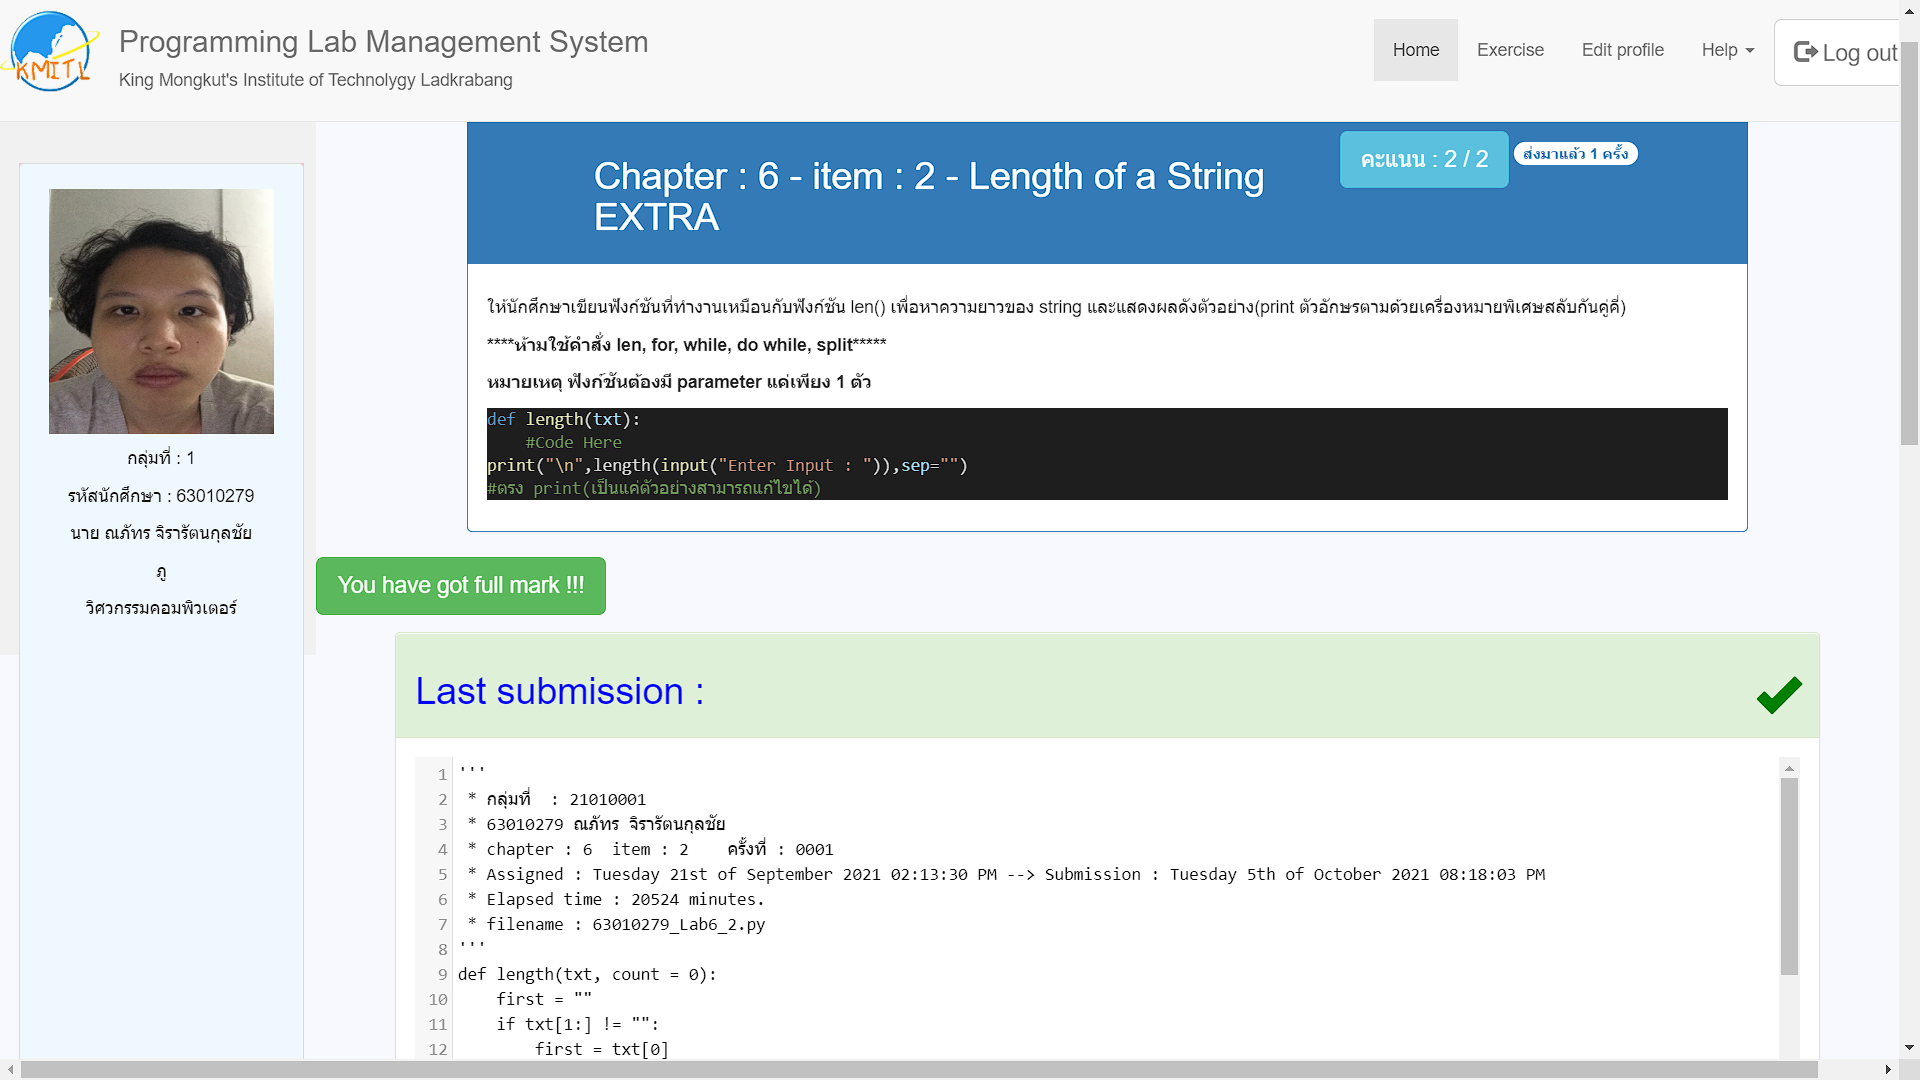 KMITL
Programming Lab Management System
King Mongkut's Institute of Technolygy Ladkrabang
Home
Exercise
Edit profile
Help
Log out
กลุ่มที่ : 1
รหัสนักศึกษา : 63010279
นาย ณภัทร จิรารัตนกุลชัย
ภู
วิศวกรรมคอมพิวเตอร์
Chapter : 6 - item : 2 - Length of a String
EXTRA
คะแนน : 2 / 2
ส่งมาแล้ว 1 ครั้ง
ให้นักศึกษาเขียนฟังก์ชันที่ทำงานเหมือนกับฟังก์ชัน len() เพื่อหาความยาวของ string และแสดงผลดังตัวอย่าง(print ตัวอักษรตามด้วยเครื่องหมายพิเศษสลับกันคู่คี่)
****ห้ามใช้คำสั่ง len, for, while, do while, split*****
หมายเหตุ ฟังก์ชันต้องมี parameter แค่เพียง 1 ตัว
def length(txt):
    #Code Here
print("\n",length(input("Enter Input : ")),sep="")
#ตรง print(เป็นแค่ตัวอย่างสามารถแก้ไขได้)
You have got full mark !!!
Last submission :
1 '''
2  * กลุ่มที่  : 21010001
3  * 63010279 ณภัทร จิรารัตนกุลชัย
4  * chapter : 6  item : 2    ครั้งที่ : 0001
5  * Assigned : Tuesday 21st of September 2021 02:13:30 PM --> Submission : Tuesday 5th of October 2021 08:18:03 PM
6  * Elapsed time : 20524 minutes.
7  * filename : 63010279_Lab6_2.py
8 '''
9 def length(txt, count = 0):
10     first = ""
11     if txt[1:] != "":
12         first = txt[0]